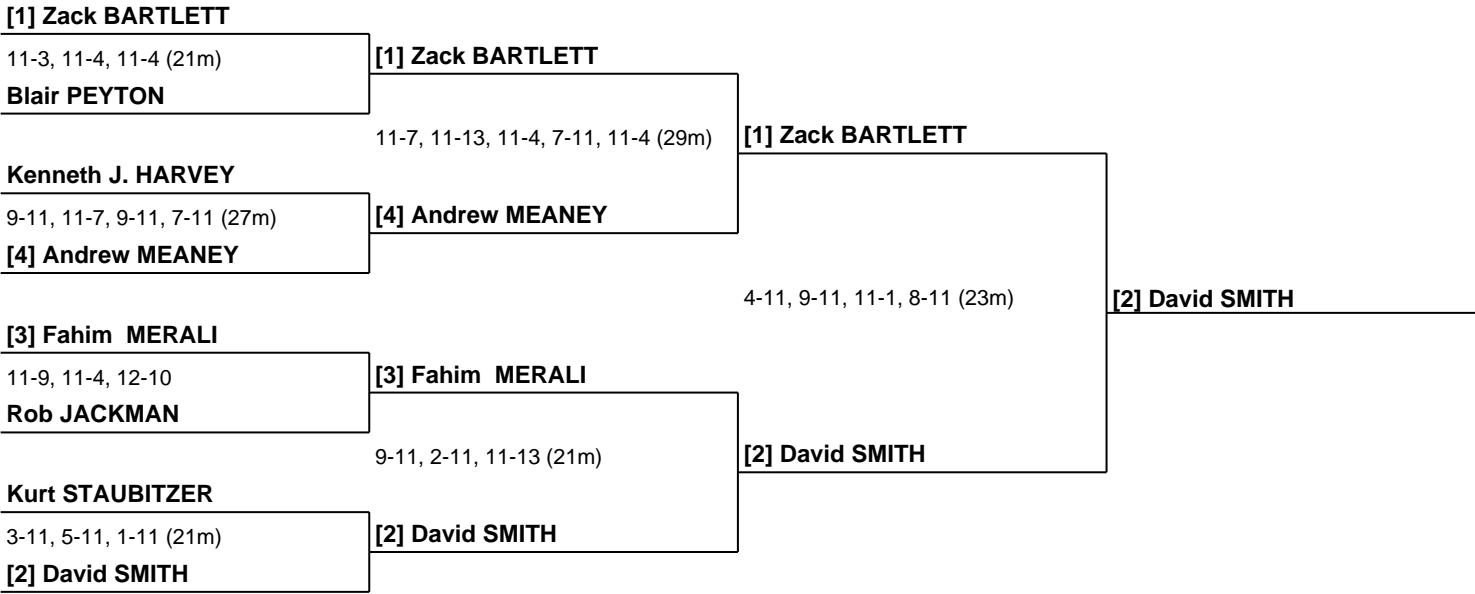 [1] Zack BARTLETT
11-3, 11-4, 11-4 (21m)
[1] Zack BARTLETT
Blair PEYTON
11-7, 11-13, 11-4, 7-11, 11-4 (29m)
[1] Zack BARTLETT
Kenneth J. HARVEY
9-11, 11-7, 9-11, 7-11 (27m)
[4] Andrew MEANEY
[4] Andrew MEANEY
4-11, 9-11, 11-1, 8-11 (23m)
[2] David SMITH
[3] Fahim  MERALI
11-9, 11-4, 12-10
[3] Fahim  MERALI
Rob JACKMAN
9-11, 2-11, 11-13 (21m)
[2] David SMITH
Kurt STAUBITZER
3-11, 5-11, 1-11 (21m)
[2] David SMITH
[2] David SMITH